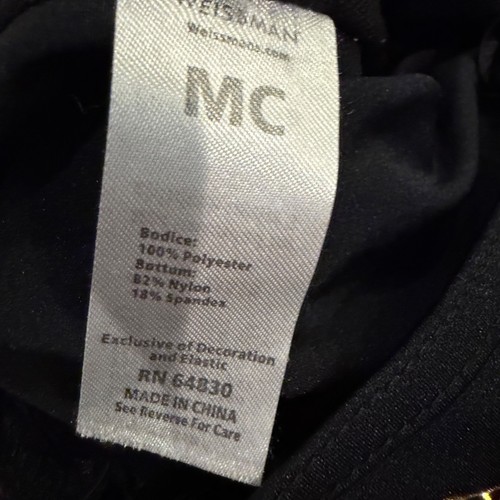 WEISSMAN
Weissmans.com
MC
Bodice:
100% Polyester
Bottom:
82% Nylon
18% Spandex
Exclusive of Decoration
and Elastic
RN 64830
MADE IN CHINA
See Reverse For Care